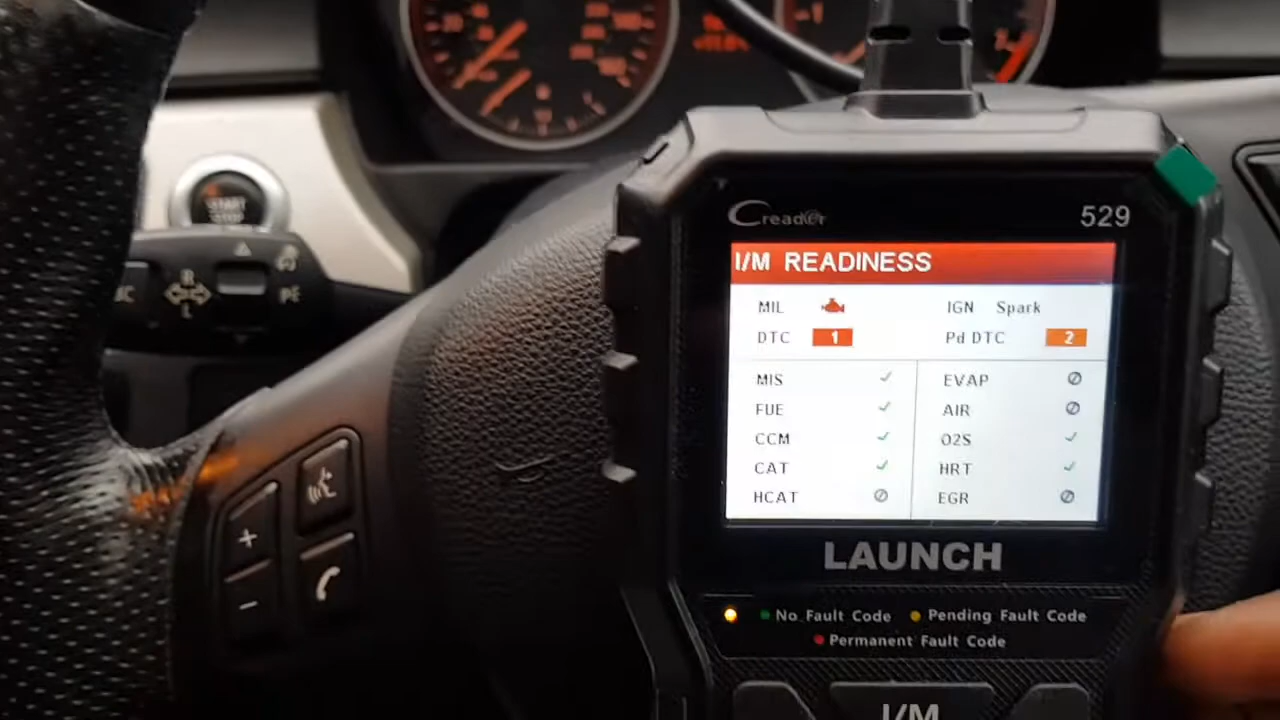 START
STOP
R
L
BC
Creader
529
I/M READINESS
MIL
IGN Spark
DTC 1
Pd DTC 2
MIS
EVAP
FUE
AIR
CCM
O2S
CAT
HRT
HCAT
EGR
LAUNCH
No Fault Code
Pending Fault Code
Permanent Fault Code
I/M
+
-